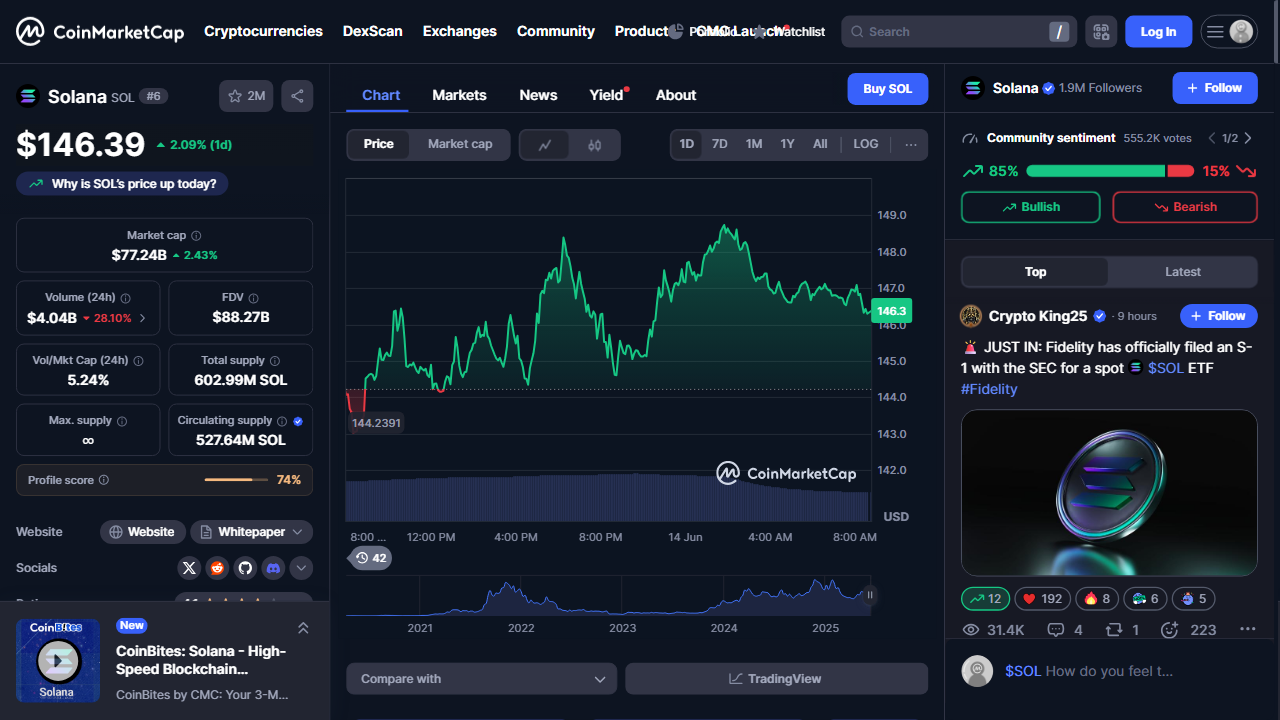 CoinMarketCap
Cryptocurrencies
DexScan
Exchanges
Community
Product
CMC Launch
Watchlist
Search
/
Log In
Solana SOL #6
2M
$146.39 2.09% (1d)
Why is SOL's price up today?
Market cap
$77.24B 2.43%
Volume (24h)
$4.04B 28.10%
FDV
$88.27B
Vol/Mkt Cap (24h)
5.24%
Total supply
602.99M SOL
Max. supply
∞
Circulating supply
527.64M SOL
Profile score 74%
Website
Website
Whitepaper
Socials
CoinBites
Solana
New
CoinBites: Solana - High-
Speed Blockchain...
CoinBites by CMC: Your 3-M...
Chart
Markets
News
Yield
About
Buy SOL
Price
Market cap
1D
7D
1M
1Y
All
LOG
...
149.0
148.0
147.0
146.3
146.0
145.0
144.0
143.0
142.0
144.2391
CoinMarketCap
USD
8:00 ...
12:00 PM
4:00 PM
8:00 PM
14 Jun
4:00 AM
8:00 AM
42
2021
2022
2023
2024
2025
Compare with
TradingView
Solana 1.9M Followers
+ Follow
Community sentiment 555.2K votes 1/2
85%
15%
Bullish
Bearish
Top
Latest
Crypto King25 · 9 hours
+ Follow
🚨 JUST IN: Fidelity has officially filed an S-
1 with the SEC for a spot $SOL ETF
#Fidelity
12
192
8
6
5
31.4K
4
1
223
$SOL How do you feel t...